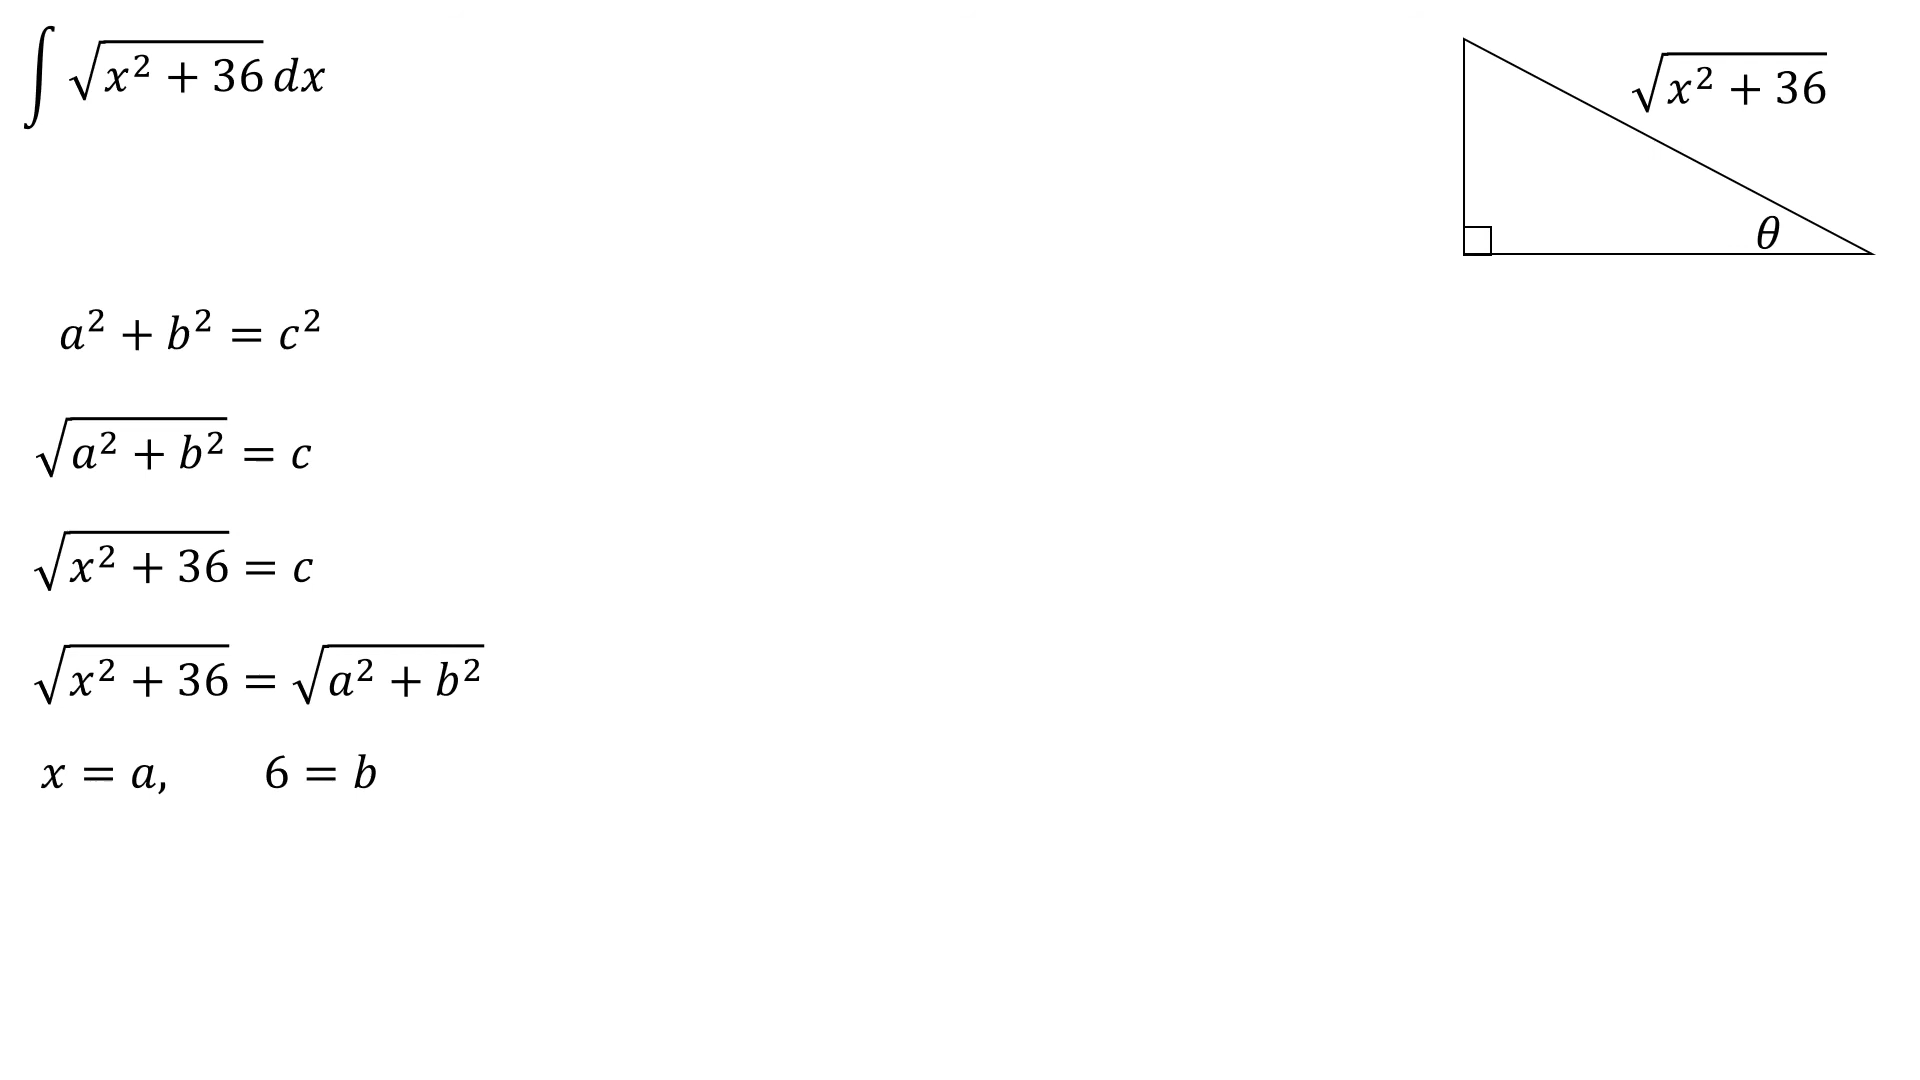 ∫ √(x² + 36) dx
√(x² + 36)
θ
a² + b² = c²
√(a² + b²) = c
√(x² + 36) = c
√(x² + 36) = √(a² + b²)
x = a, 6 = b